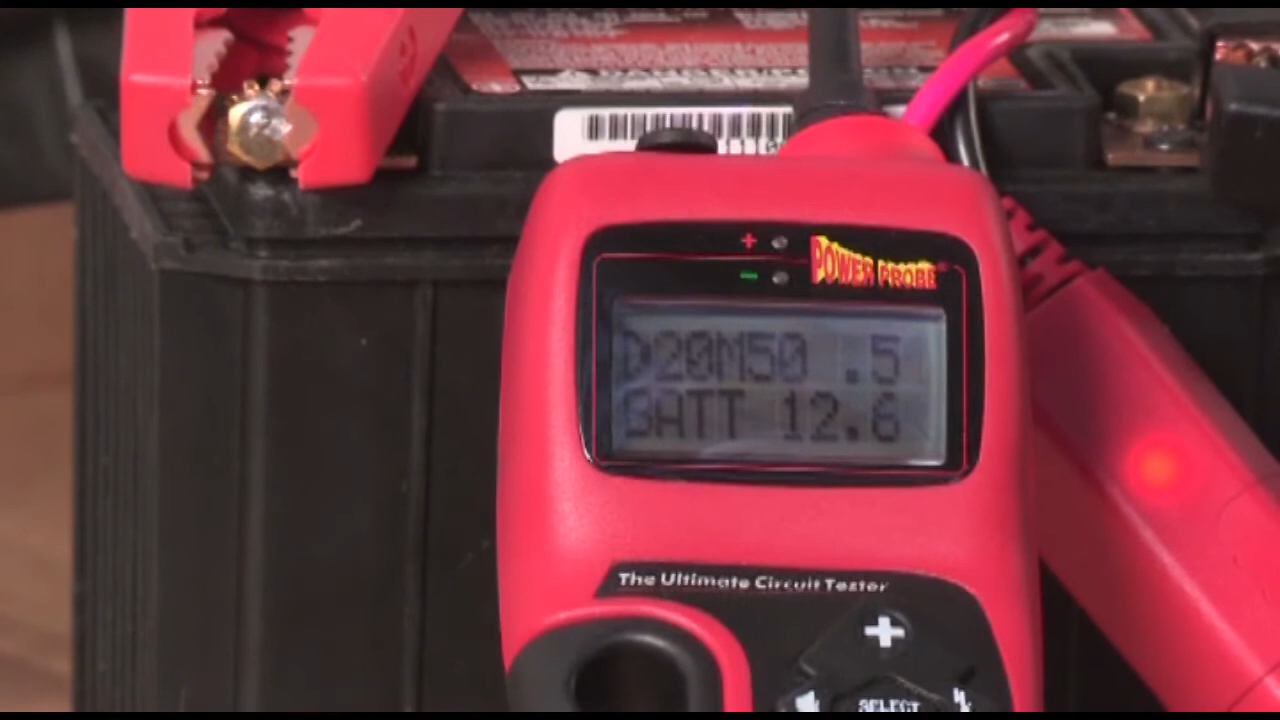 +
-
POWER PROBE
D20M50 .5
BATT 12.6
The Ultimate Circuit Tester
+
SELECT